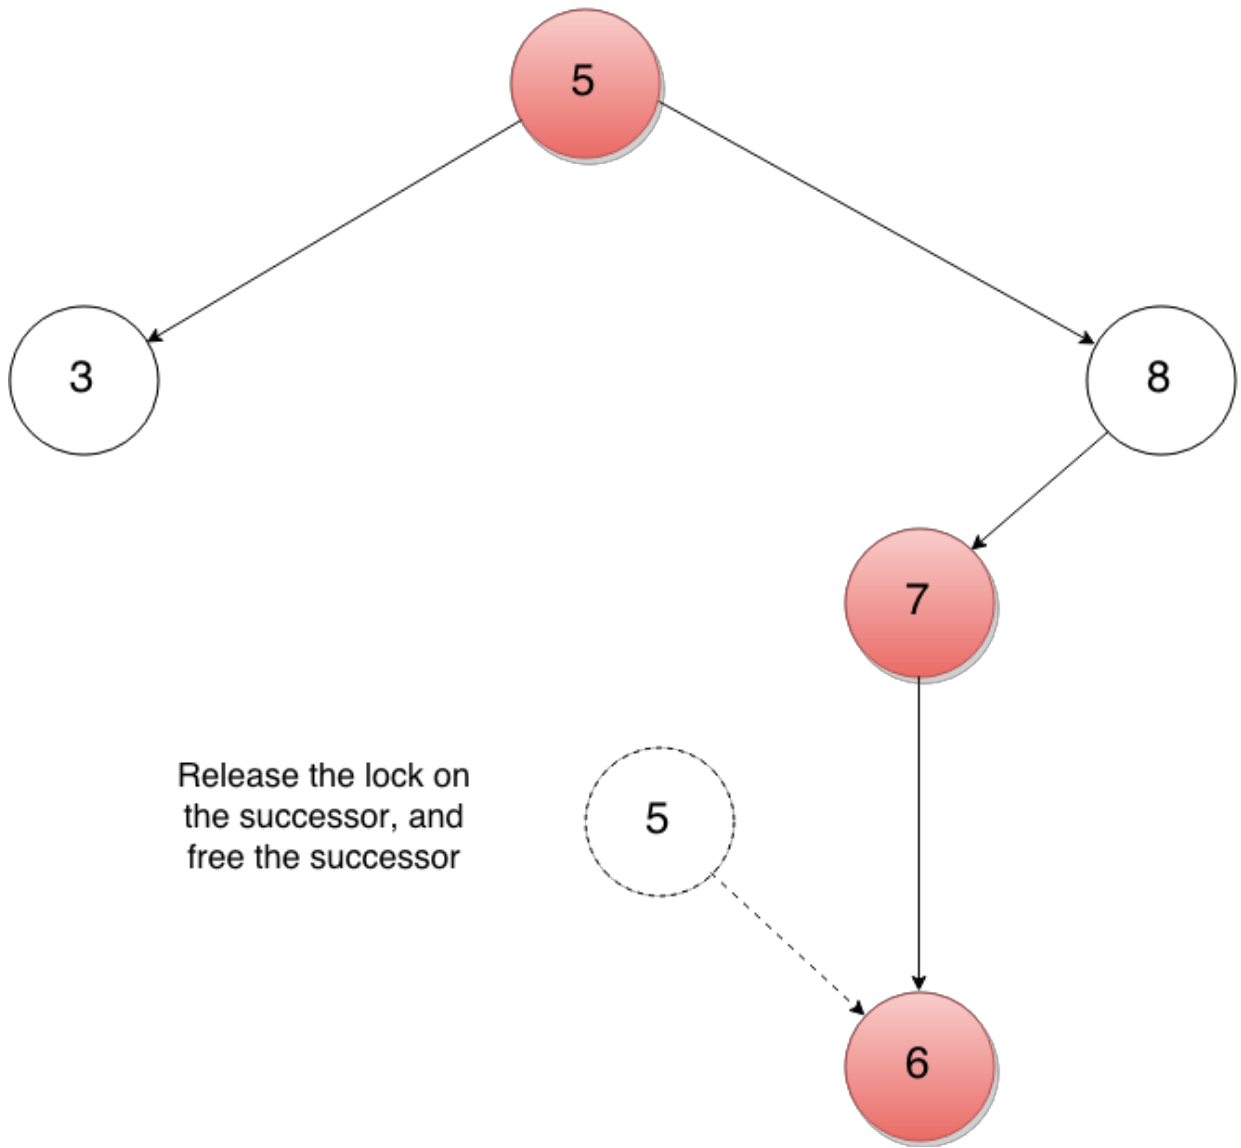 5
3
8
7
Release the lock on
the successor, and
free the successor
5
6